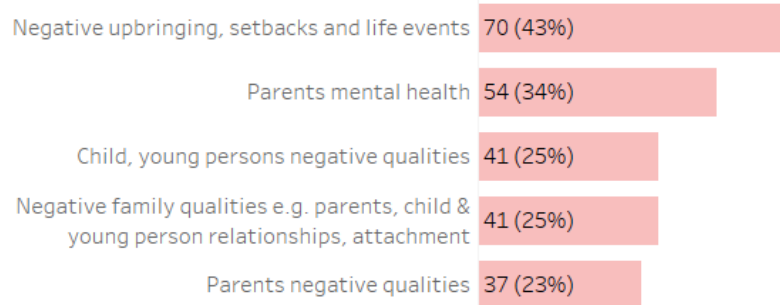 Negative upbringing, setbacks and life events 70 (43%)
Parents mental health 54 (34%)
Child, young persons negative qualities 41 (25%)
Negative family qualities e.g. parents, child &
young person relationships, attachment 41 (25%)
Parents negative qualities 37 (23%)